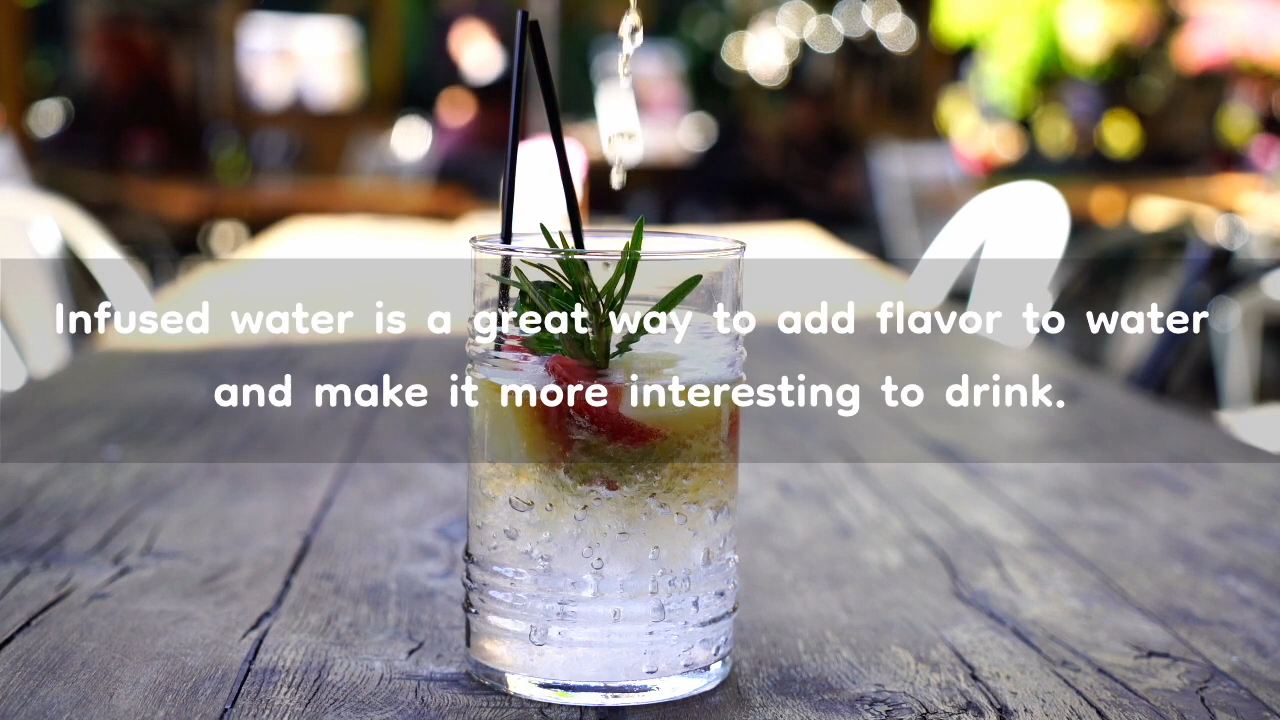 Infused water is a great way to add flavor to water
and make it more interesting to drink.